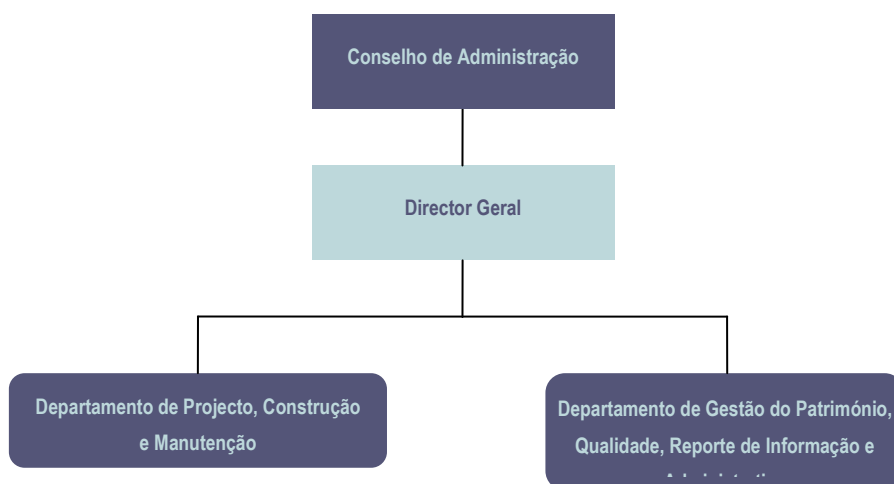 Conselho de Administração
Director Geral
Departamento de Projecto, Construção
e Manutenção
Departamento de Gestão do Património,
Qualidade, Reporte de Informação e